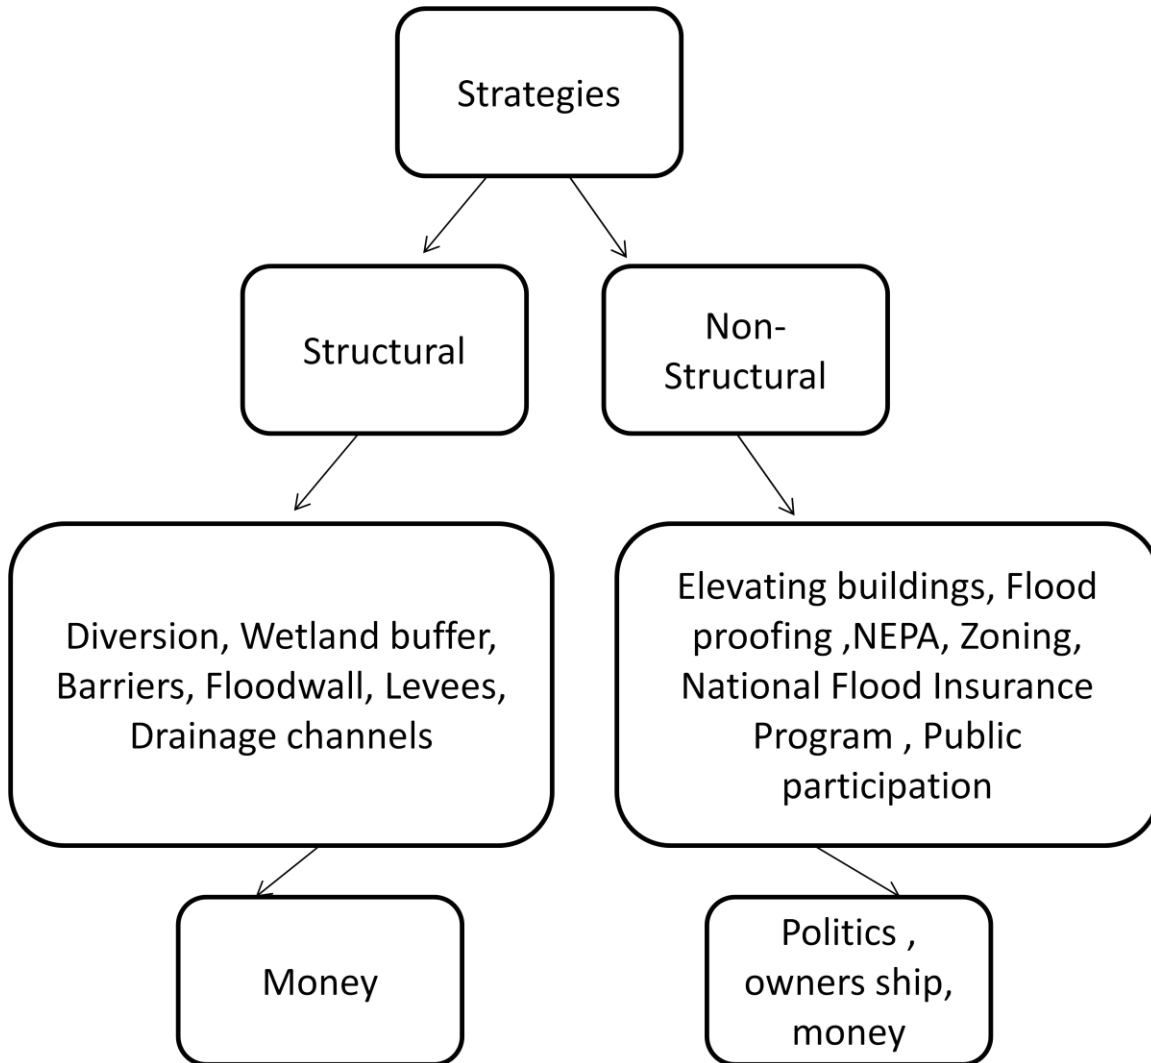 Strategies
Structural
Non-
Structural
Diversion, Wetland buffer,
Barriers, Floodwall, Levees,
Drainage channels
Elevating buildings, Flood
proofing ,NEPA, Zoning,
National Flood Insurance
Program , Public
participation
Money
Politics ,
owners ship,
money